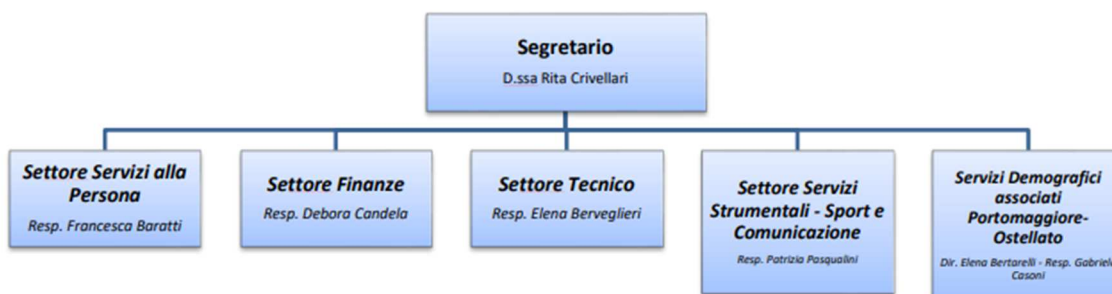 Segretario
D.ssa Rita Crivellari
Settore Servizi alla
Persona
Resp. Francesca Baratti
Settore Finanze
Resp. Debora Candela
Settore Tecnico
Resp. Elena Berveglieri
Settore Servizi
Strumentali - Sport e
Comunicazione
Resp. Patrizia Pasqualini
Servizi Demografici
associati
Portomaggiore-
Ostellato
Dir. Elena Bertarelli - Resp. Gabriele
Casoni